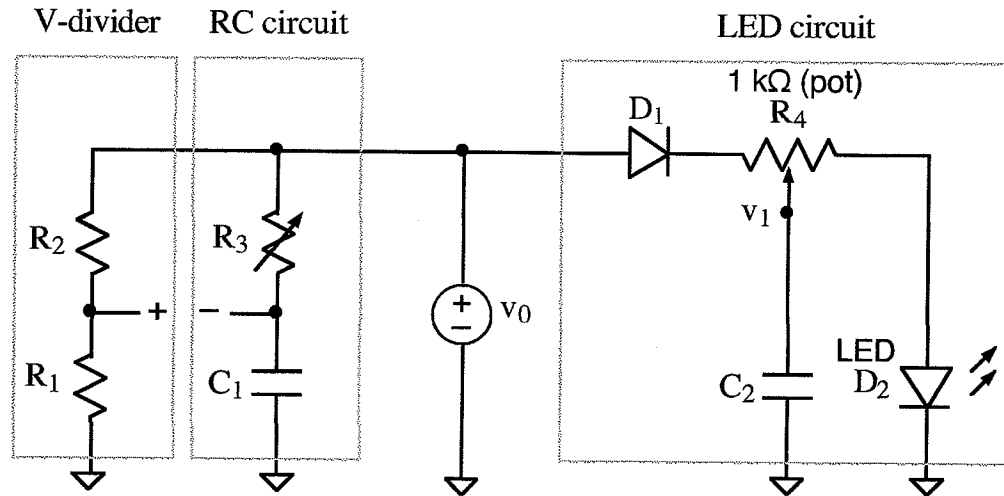 V-divider
RC circuit
LED circuit
1 kΩ (pot)
R4
D1
R2
R3
v1
+
−
+
−
v0
R1
C1
C2
LED
D2